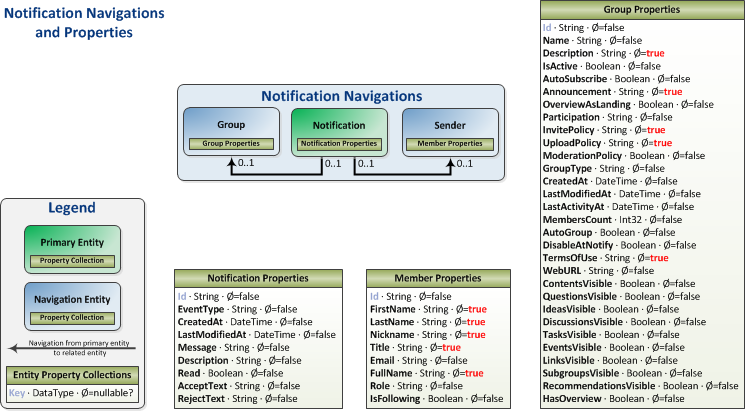 Notification Navigations
and Properties
Notification Navigations
Group
Group Properties
Notification
Notification Properties
Sender
Member Properties
0..1
0..1
0..1
0..1
Legend
Primary Entity
Property Collection
Navigation Entity
Property Collection
Navigation from primary entity
to related entity
Entity Property Collections
Key · DataType · Ø=nullable?
Notification Properties
Id · String · Ø=false
EventType · String · Ø=false
CreatedAt · DateTime · Ø=false
LastModifiedAt · DateTime · Ø=false
Message · String · Ø=false
Description · String · Ø=false
Read · Boolean · Ø=false
AcceptText · String · Ø=false
RejectText · String · Ø=false
Member Properties
Id · String · Ø=false
FirstName · String · Ø=true
LastName · String · Ø=true
Nickname · String · Ø=true
Title · String · Ø=true
Email · String · Ø=false
FullName · String · Ø=true
Role · String · Ø=false
IsFollowing · Boolean · Ø=false
Group Properties
Id · String · Ø=false
Name · String · Ø=false
Description · String · Ø=true
IsActive · Boolean · Ø=false
AutoSubscribe · Boolean · Ø=false
Announcement · String · Ø=true
OverviewAsLanding · Boolean · Ø=false
Participation · String · Ø=false
InvitePolicy · String · Ø=true
UploadPolicy · String · Ø=true
ModerationPolicy · Boolean · Ø=false
GroupType · String · Ø=false
CreatedAt · DateTime · Ø=false
LastModifiedAt · DateTime · Ø=false
LastActivityAt · DateTime · Ø=false
MembersCount · Int32 · Ø=false
AutoGroup · Boolean · Ø=false
DisableAtNotify · Boolean · Ø=false
TermsOfUse · String · Ø=true
WebURL · String · Ø=false
ContentsVisible · Boolean · Ø=false
QuestionsVisible · Boolean · Ø=false
IdeasVisible · Boolean · Ø=false
DiscussionsVisible · Boolean · Ø=false
TasksVisible · Boolean · Ø=false
EventsVisible · Boolean · Ø=false
LinksVisible · Boolean · Ø=false
SubgroupsVisible · Boolean · Ø=false
RecommendationsVisible · Boolean · Ø=false
HasOverview · Boolean · Ø=false